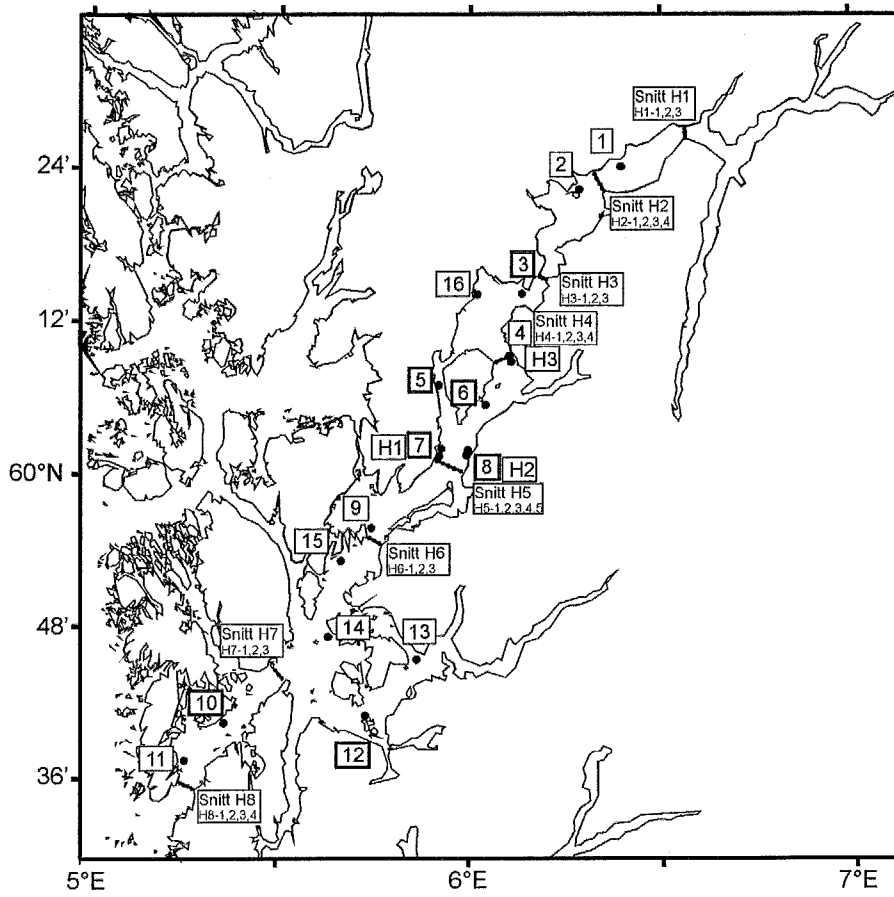 Snitt H1
H1-1,2,3
1
24'
2
Snitt H2
H2-1,2,3,4
3
16
Snitt H3
H3-1,2,3
12'
4
Snitt H4
H4-1,2,3,4
H3
5
6
H1
7
60°N
8
H2
Snitt H5
H5-1,2,3,4,5
9
15
Snitt H6
H6-1,2,3
48'
14
13
Snitt H7
H7-1,2,3
10
11
12
36'
Snitt H8
H8-1,2,3,4
5°E
6°E
7°E